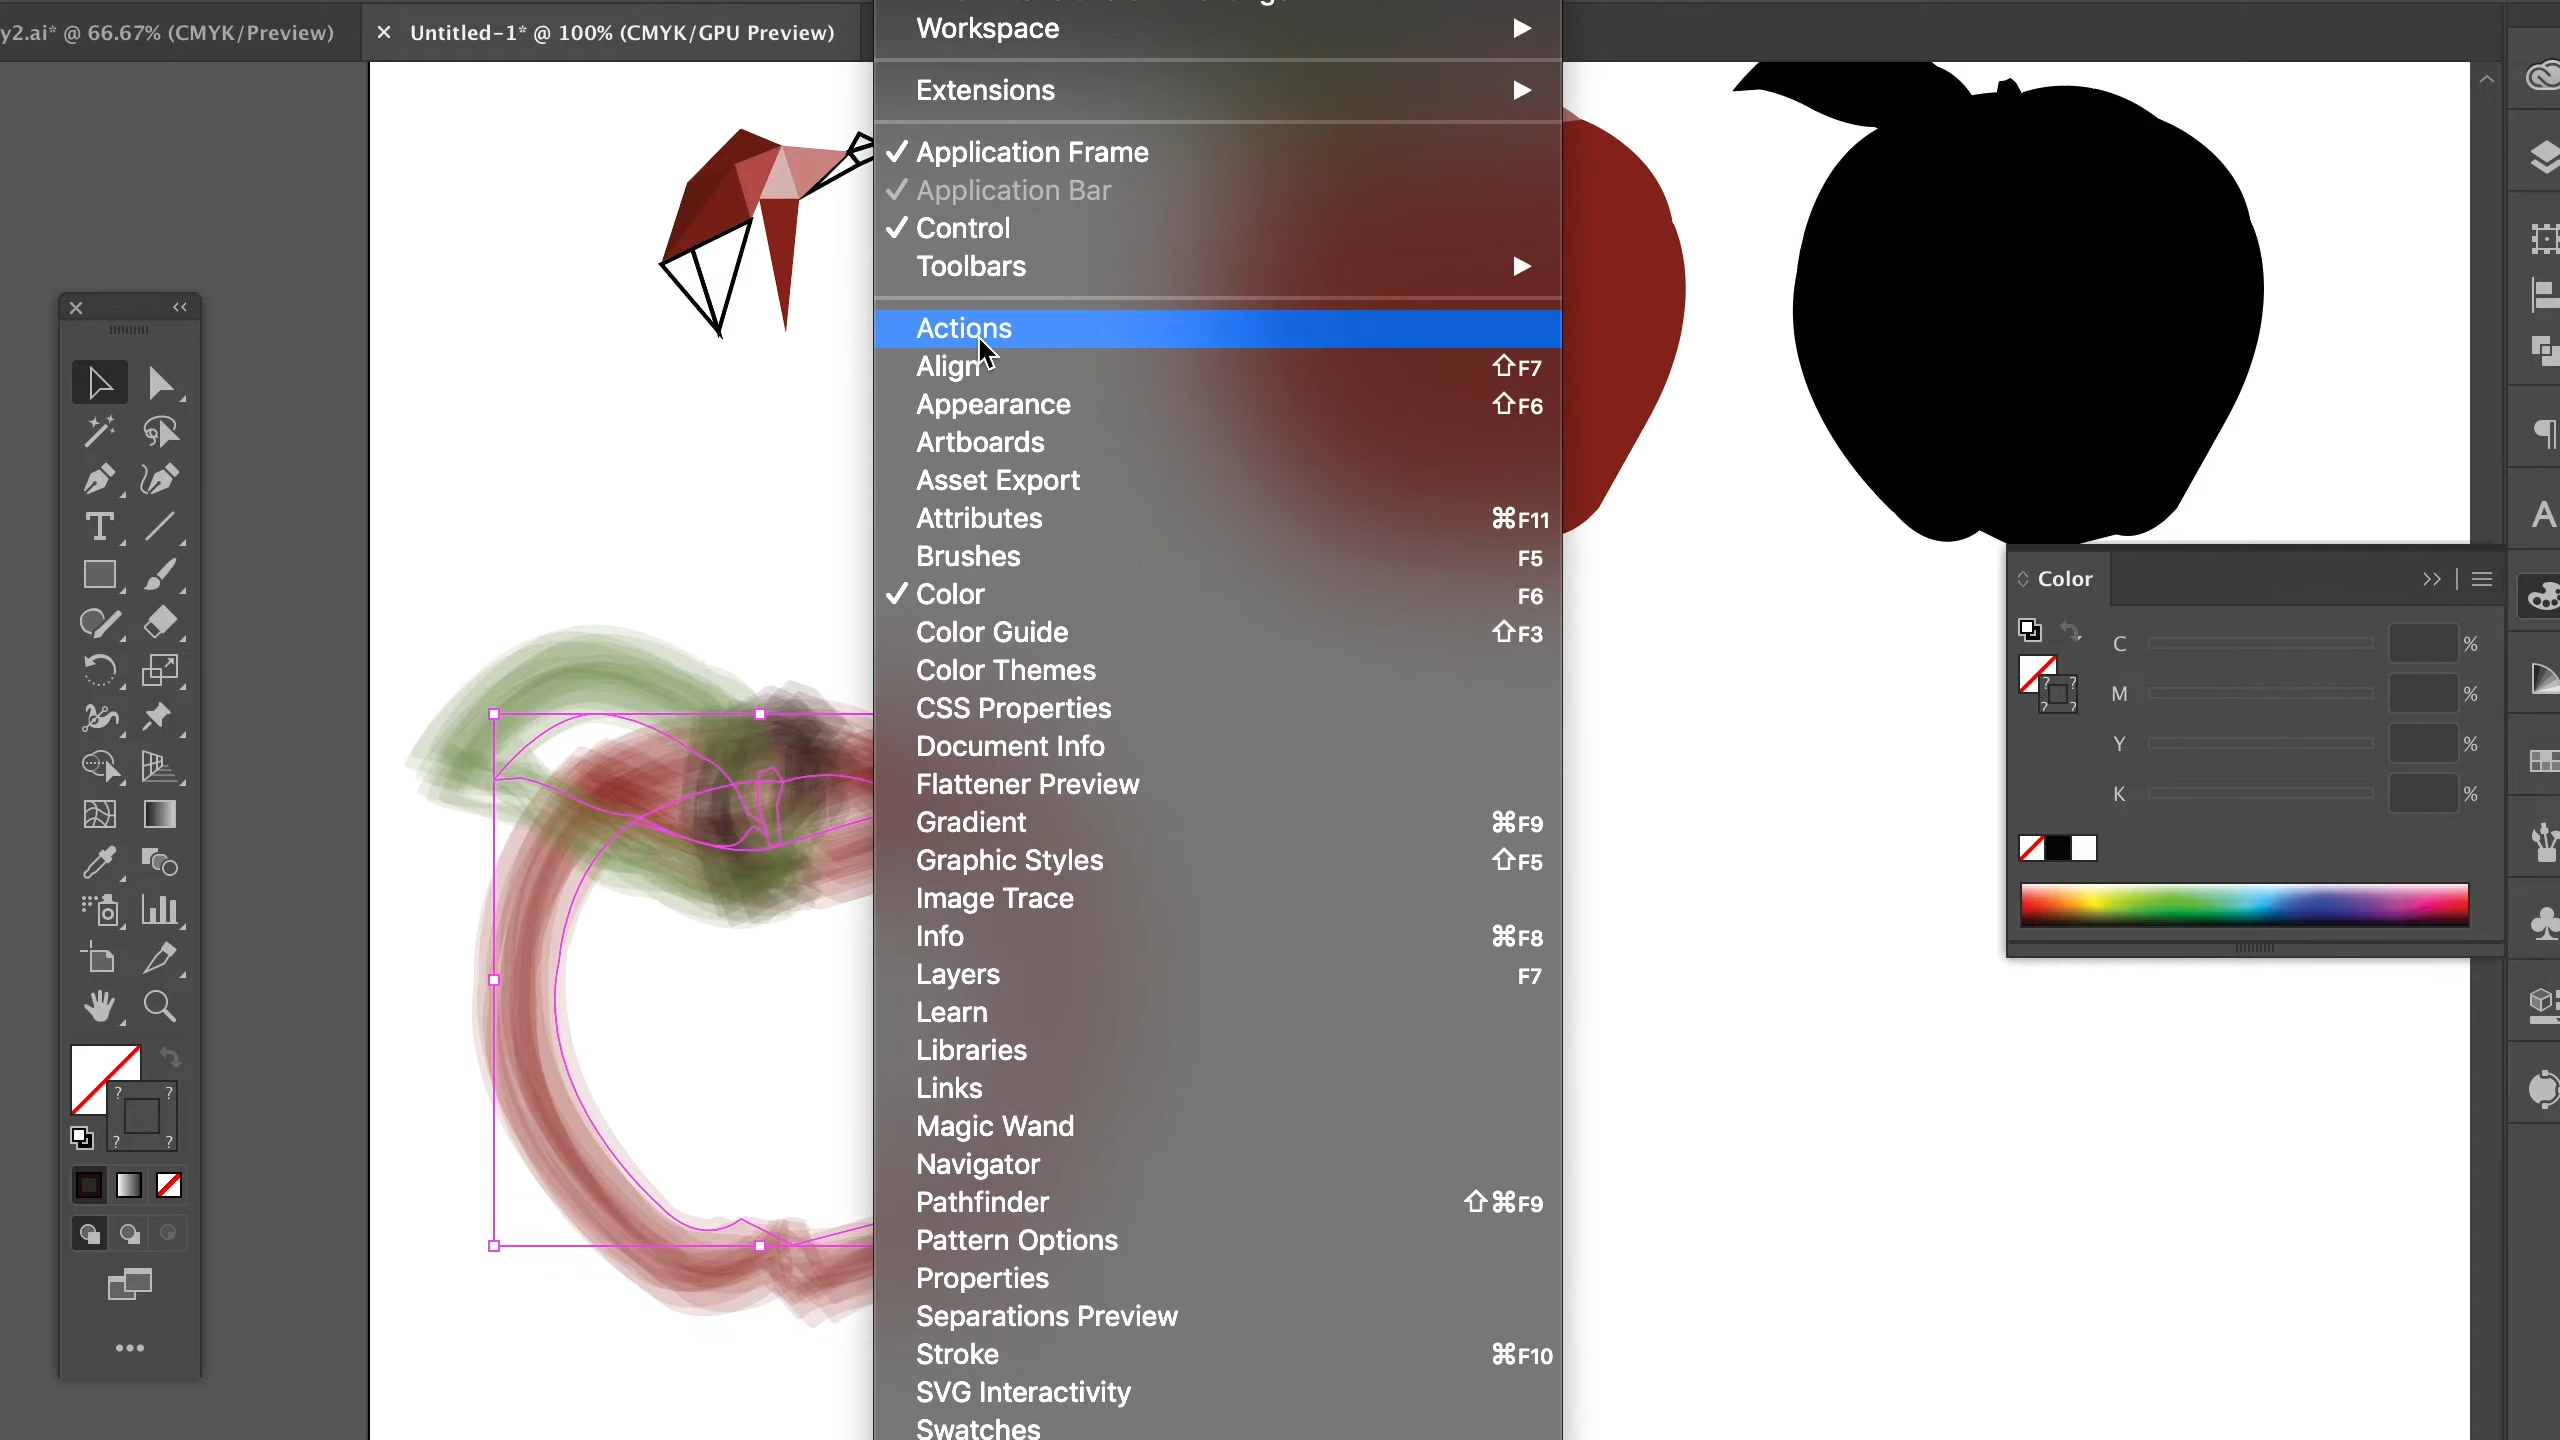 y2.ai* @ 66.67% (CMYK/Preview)
× Untitled-1* @ 100% (CMYK/GPU Preview)
Workspace
Extensions
✓ Application Frame
✓ Application Bar
✓ Control
Toolbars
Actions
Align ⇧F7
Appearance ⇧F6
Artboards
Asset Export
Attributes ⌘F11
Brushes F5
✓ Color F6
Color Guide ⇧F3
Color Themes
CSS Properties
Document Info
Flattener Preview
Gradient ⌘F9
Graphic Styles ⇧F5
Image Trace
Info ⌘F8
Layers F7
Learn
Libraries
Links
Magic Wand
Navigator
Pathfinder ⇧⌘F9
Pattern Options
Properties
Separations Preview
Stroke ⌘F10
SVG Interactivity
Swatches
Color
C %
M %
Y %
K %